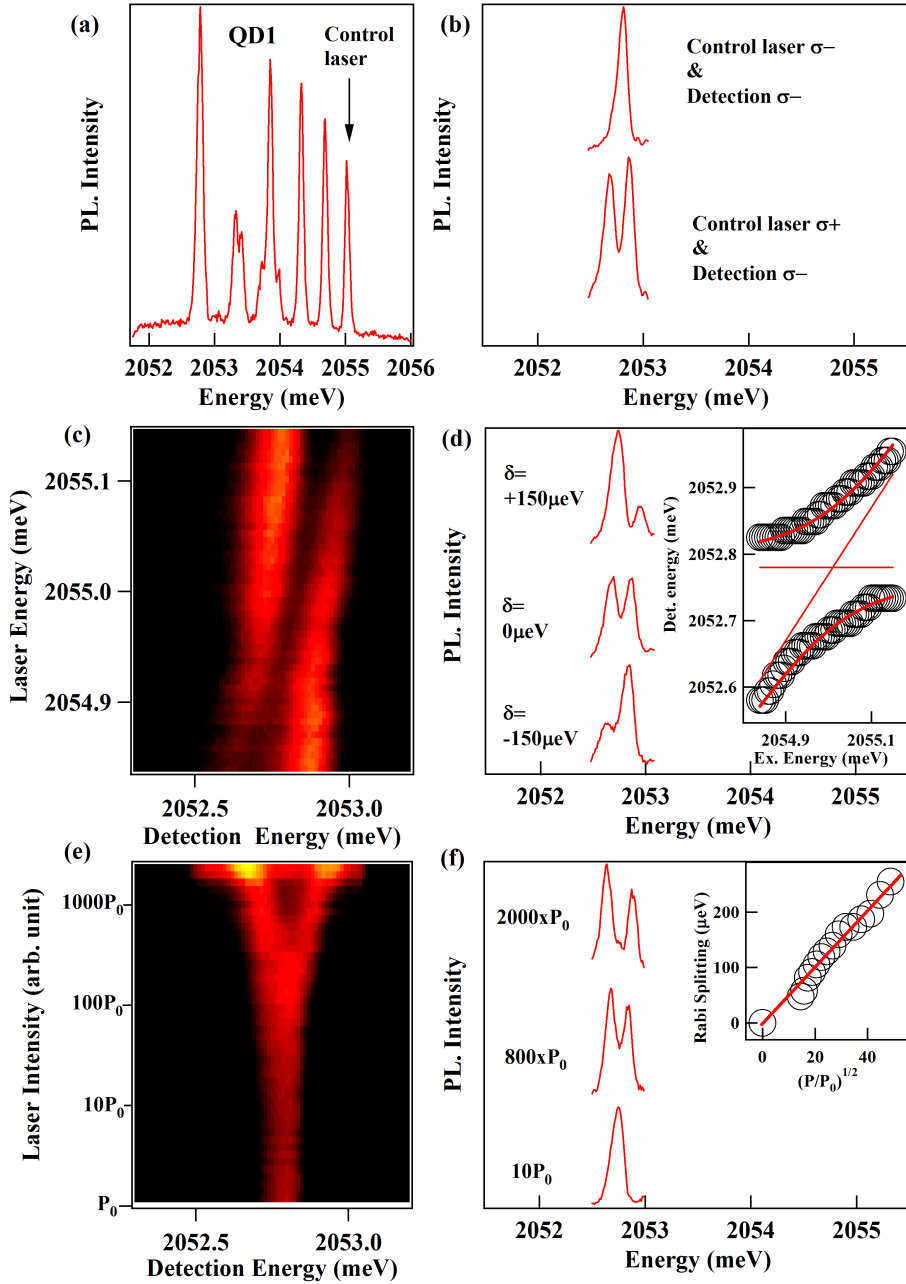 (a)
QD1
Control
laser
PL. Intensity
2052 2053 2054 2055 2056
Energy (meV)
(b)
Control laser σ−
&
Detection σ−
Control laser σ+
&
Detection σ−
PL. Intensity
2052 2053 2054 2055
Energy (meV)
(c)
Laser Energy (meV)
2055.1
2055.0
2054.9
2052.5 2053.0
Detection Energy (meV)
(d)
PL. Intensity
δ=
+150μeV
δ=
0μeV
δ=
-150μeV
Det. energy (meV)
2052.9
2052.8
2052.7
2052.6
2054.9 2055.1
Ex. Energy (meV)
2052 2053 2054 2055
Energy (meV)
(e)
Laser Intensity (arb. unit)
1000P₀
100P₀
10P₀
P₀
2052.5 2053.0
Detection Energy (meV)
(f)
PL. Intensity
2000xP₀
800xP₀
10P₀
Rabi Splitting (μeV)
200
100
0
0 20 40
(P/P₀)^1/2
2052 2053 2054 2055
Energy (meV)